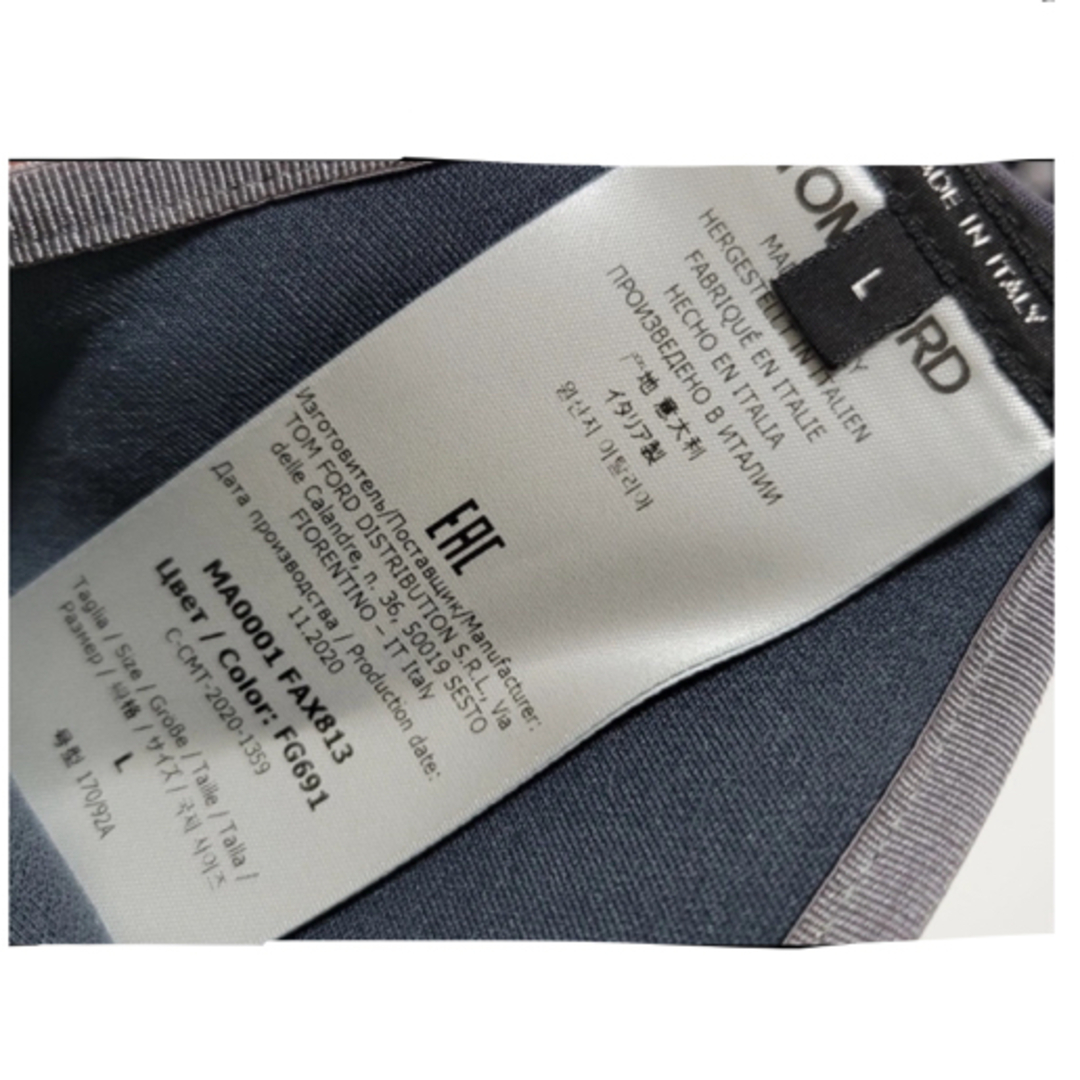 MADE IN ITALY
L
TOM FORD
HERGESTELLT IN ITALIEN
FABRIQUÉ EN ITALIE
HECHO EN ITALIA
ПРОИЗВЕДЕНО В ИТАЛИИ
地 意大利
イタリア製
원산지 이탈리아
EAC
Изготовитель/Поставщик/Manufacturer:
TOM FORD DISTRIBUTION S.R.L, Via
delle Calandre, n. 36, 50019 SESTO
FIORENTINO – IT Italy
Дата производства / Production date:
11.2020
MA0001 FAX813
Цвет / Color: FG691
C-CMT-2020-1359
Taglia / Size / Größe / Taille / Talla /
Размер / / サイズ / 국제 사이즈
L
号型 170/92A